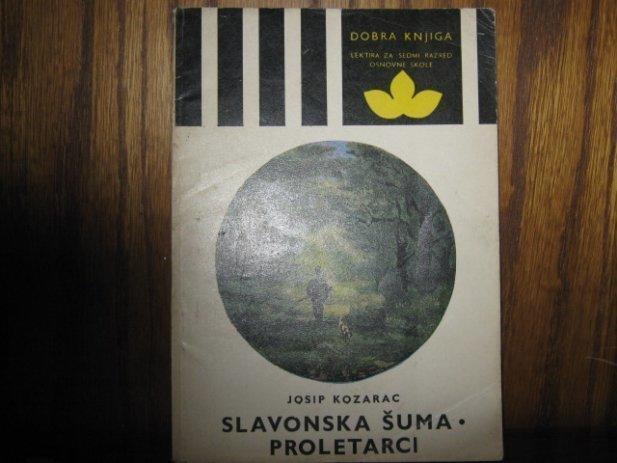 DOBRA KNJIGA
LEKTIRA ZA SEDMI RAZRED
OSNOVNE ŠKOLE
JOSIP KOZARAC
SLAVONSKA ŠUMA •
PROLETARCI